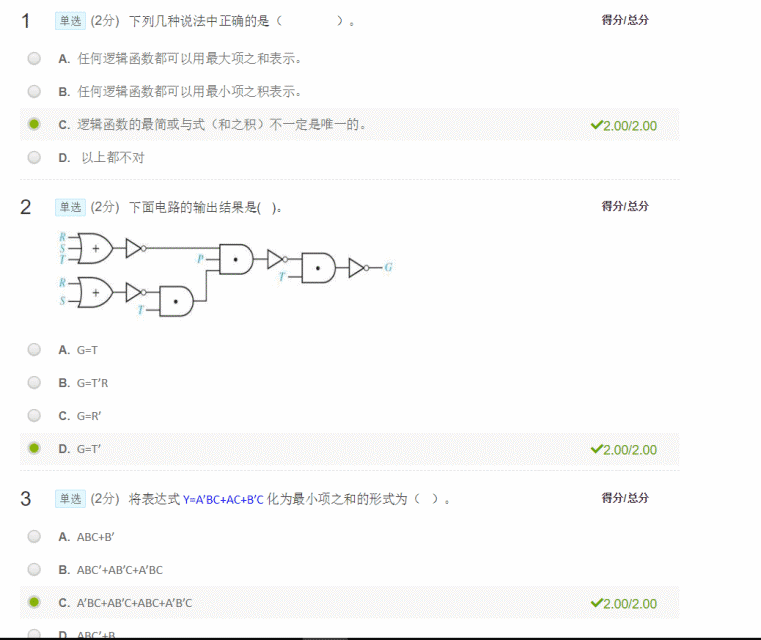 1 单选 (2分) 下列几种说法中正确的是（ ）。 得分/总分
A. 任何逻辑函数都可以用最大项之和表示。
B. 任何逻辑函数都可以用最小项之积表示。
C. 逻辑函数的最简或与式（和之积）不一定是唯一的。 2.00/2.00
D. 以上都不对
2 单选 (2分) 下面电路的输出结果是( )。 得分/总分
R
S
T
+
P
T
G
R
S
+
T
A. G=T
B. G=T'R
C. G=R'
D. G=T' 2.00/2.00
3 单选 (2分) 将表达式 Y=A'BC+AC+B'C 化为最小项之和的形式为（ ）。 得分/总分
A. ABC+B'
B. ABC'+AB'C+A'BC
C. A'BC+AB'C+ABC+A'B'C 2.00/2.00
D. ABC'+B